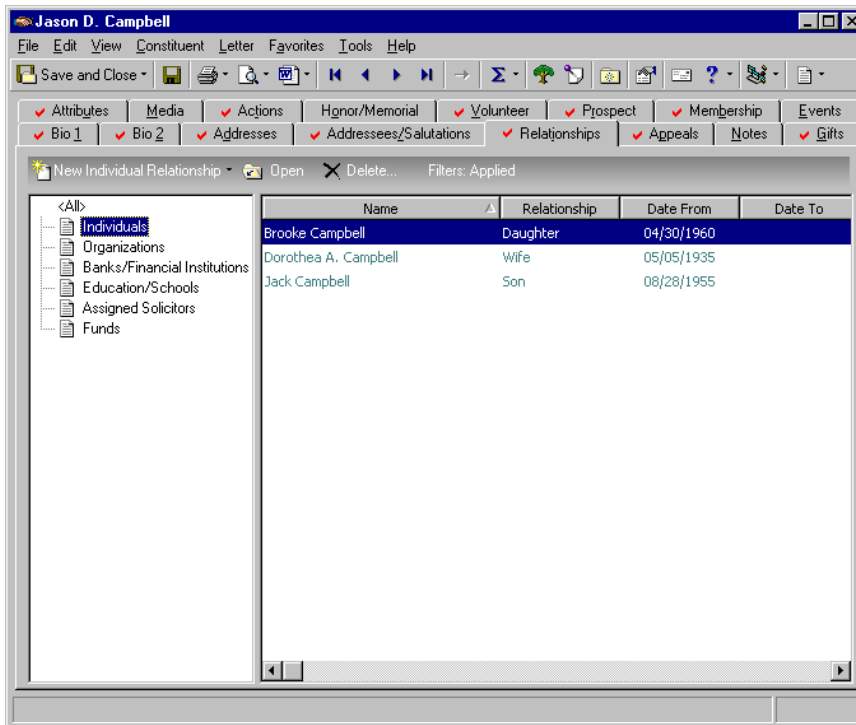 Jason D. Campbell
File Edit View Constituent Letter Favorites Tools Help
Save and Close
Attributes Media Actions Honor/Memorial Volunteer Prospect Membership Events
Bio 1 Bio 2 Addresses Addressees/Salutations Relationships Appeals Notes Gifts
New Individual Relationship Open Delete... Filters: Applied
<All>
Individuals
Organizations
Banks/Financial Institutions
Education/Schools
Assigned Solicitors
Funds
Name Relationship Date From Date To
Brooke Campbell Daughter 04/30/1960
Dorothea A. Campbell Wife 05/05/1935
Jack Campbell Son 08/28/1955